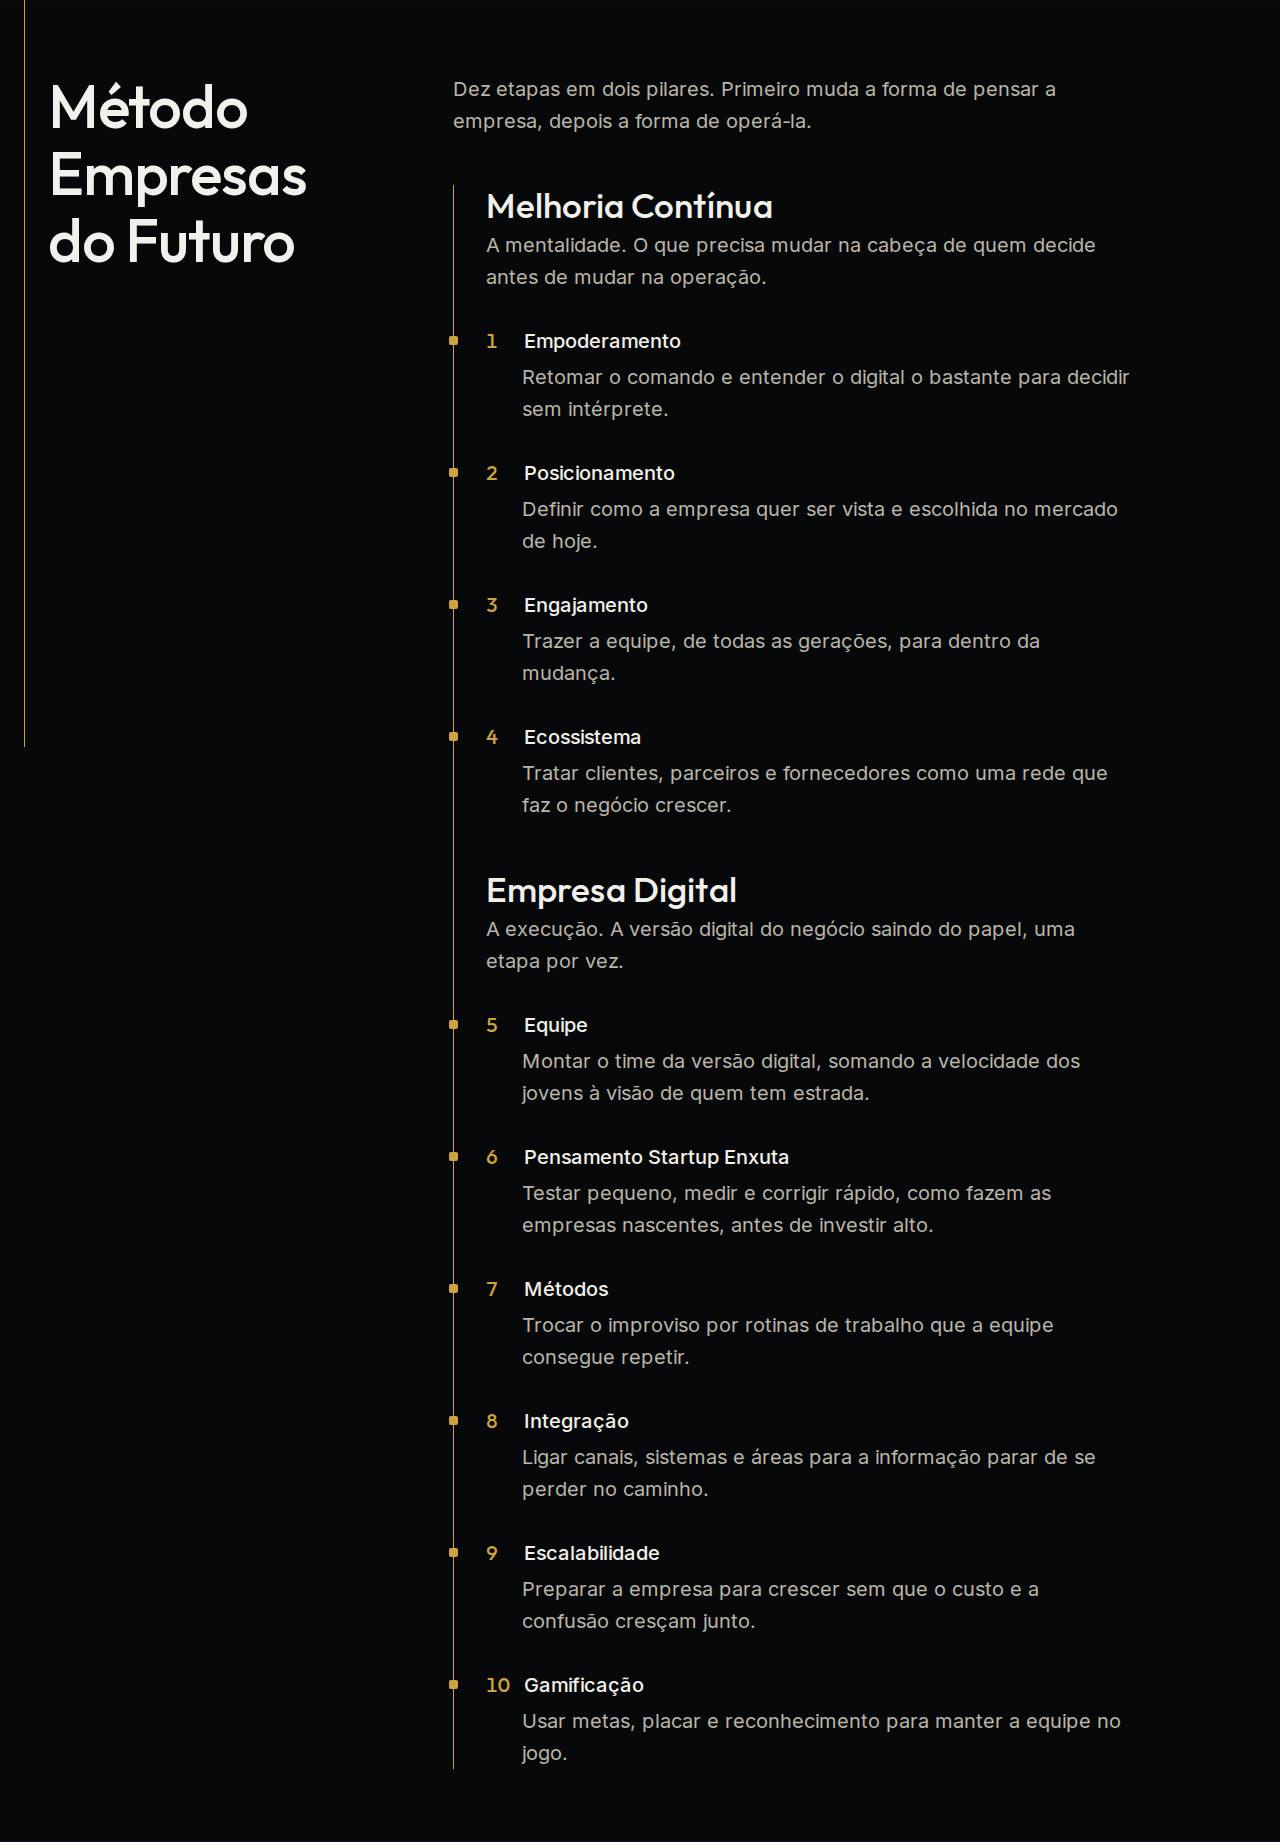 Método
Empresas
do Futuro
Dez etapas em dois pilares. Primeiro muda a forma de pensar a
empresa, depois a forma de operá-la.
Melhoria Contínua
A mentalidade. O que precisa mudar na cabeça de quem decide
antes de mudar na operação.
1 Empoderamento
Retomar o comando e entender o digital o bastante para decidir
sem intérprete.
2 Posicionamento
Definir como a empresa quer ser vista e escolhida no mercado
de hoje.
3 Engajamento
Trazer a equipe, de todas as gerações, para dentro da
mudança.
4 Ecossistema
Tratar clientes, parceiros e fornecedores como uma rede que
faz o negócio crescer.
Empresa Digital
A execução. A versão digital do negócio saindo do papel, uma
etapa por vez.
5 Equipe
Montar o time da versão digital, somando a velocidade dos
jovens à visão de quem tem estrada.
6 Pensamento Startup Enxuta
Testar pequeno, medir e corrigir rápido, como fazem as
empresas nascentes, antes de investir alto.
7 Métodos
Trocar o improviso por rotinas de trabalho que a equipe
consegue repetir.
8 Integração
Ligar canais, sistemas e áreas para a informação parar de se
perder no caminho.
9 Escalabilidade
Preparar a empresa para crescer sem que o custo e a
confusão cresçam junto.
10 Gamificação
Usar metas, placar e reconhecimento para manter a equipe no
jogo.